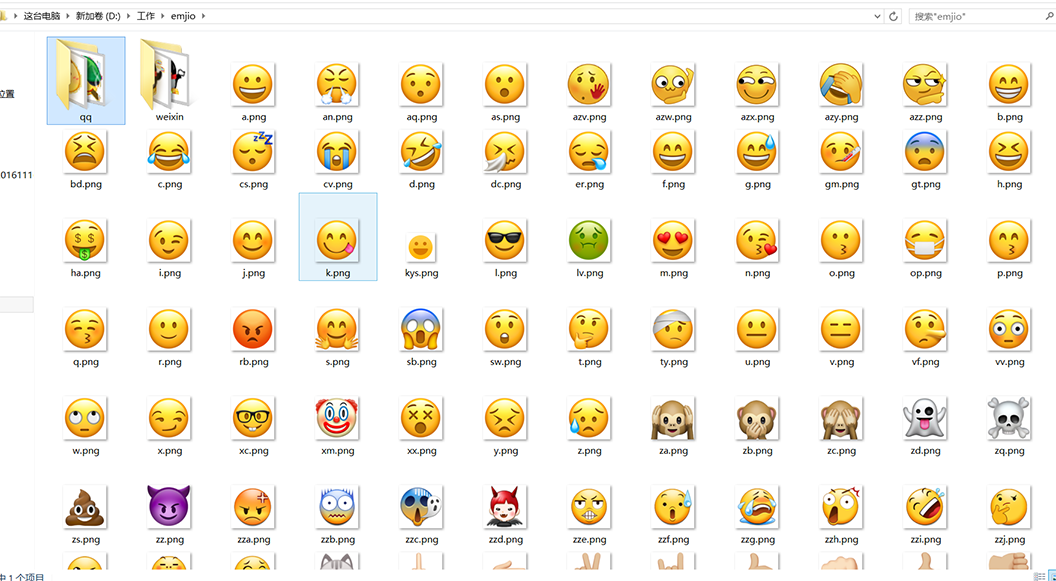 这台电脑 新加卷 (D:) 工作 emjio 搜索"emjio"
qq weixin a.png an.png aq.png as.png azv.png azw.png azx.png azy.png azz.png b.png
位置
bd.png c.png cs.png cv.png d.png dc.png er.png f.png g.png gm.png gt.png h.png
016111
ha.png i.png j.png k.png kys.png l.png lv.png m.png n.png o.png op.png p.png
q.png r.png rb.png s.png sb.png sw.png t.png ty.png u.png v.png vf.png vv.png
w.png x.png xc.png xm.png xx.png y.png z.png za.png zb.png zc.png zd.png zq.png
zs.png zz.png zza.png zzb.png zzc.png zzd.png zze.png zzf.png zzg.png zzh.png zzi.png zzj.png
中 1 个项目